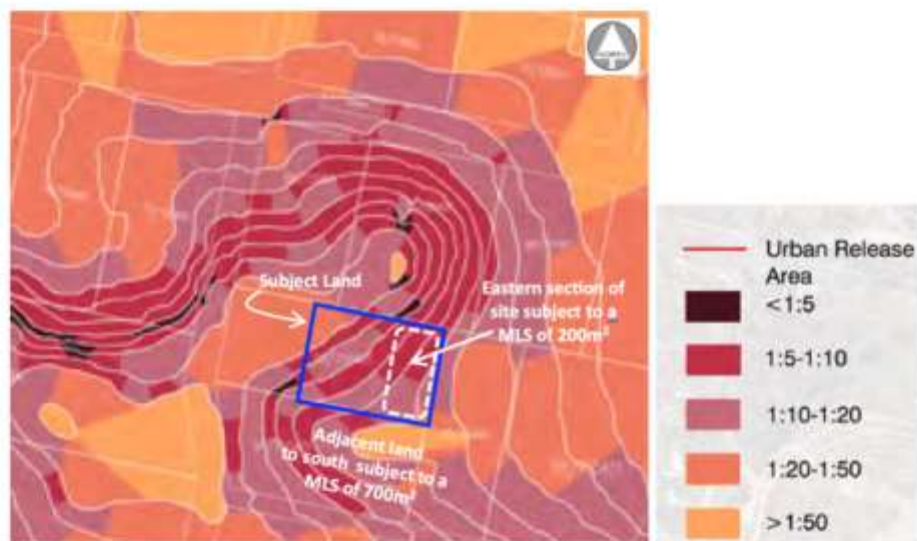 Subject Land
Eastern section of
site subject to a
MLS of 200m²
Adjacent land
to south subject to a
MLS of 700m²
Urban Release
Area
<1:5
1:5-1:10
1:10-1:20
1:20-1:50
>1:50